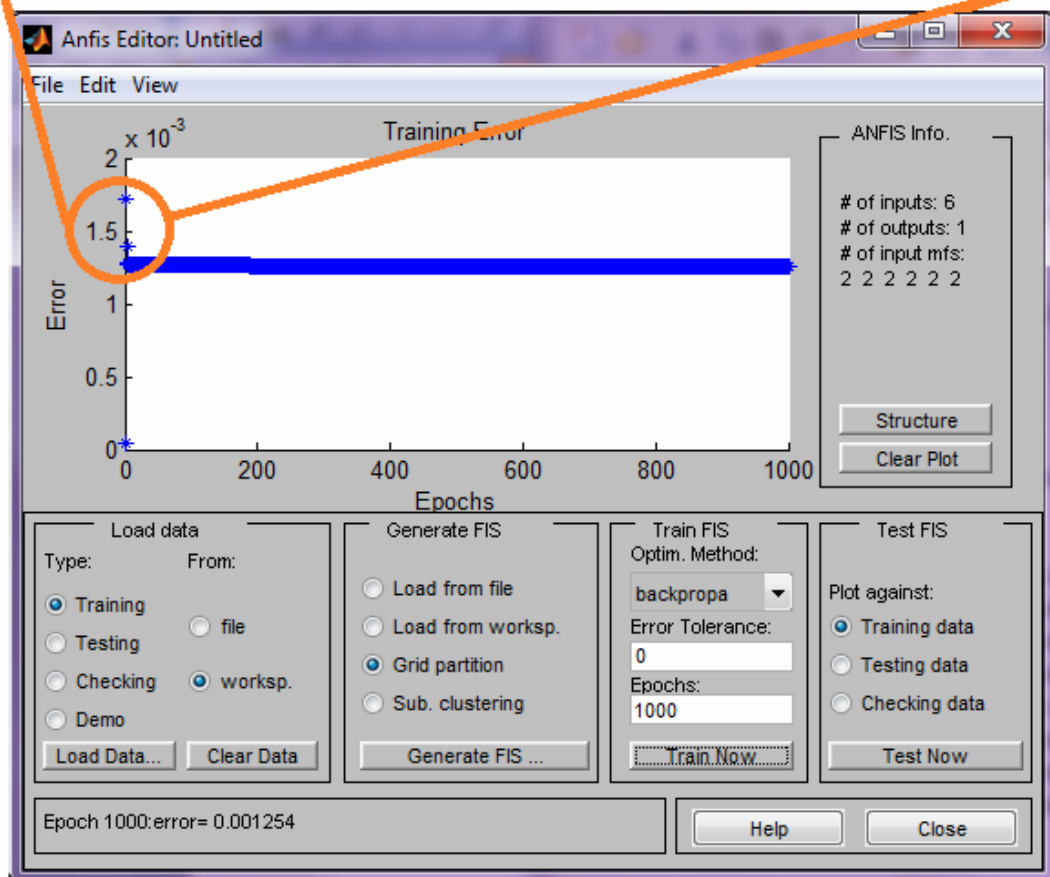 Anfis Editor: Untitled
File Edit View
x 10-3
Training Error
2
1.5
1
0.5
0
Error
0 200 400 600 800 1000
Epochs
ANFIS Info.
# of inputs: 6
# of outputs: 1
# of input mfs:
2 2 2 2 2 2
Structure
Clear Plot
Load data
Type: From:
Training
Testing
Checking
Demo
file
worksp.
Load Data... Clear Data
Generate FIS
Load from file
Load from worksp.
Grid partition
Sub. clustering
Generate FIS ...
Train FIS
Optim. Method:
backpropa
Error Tolerance:
0
Epochs:
1000
Train Now
Test FIS
Plot against:
Training data
Testing data
Checking data
Test Now
Epoch 1000:error= 0.001254
Help Close